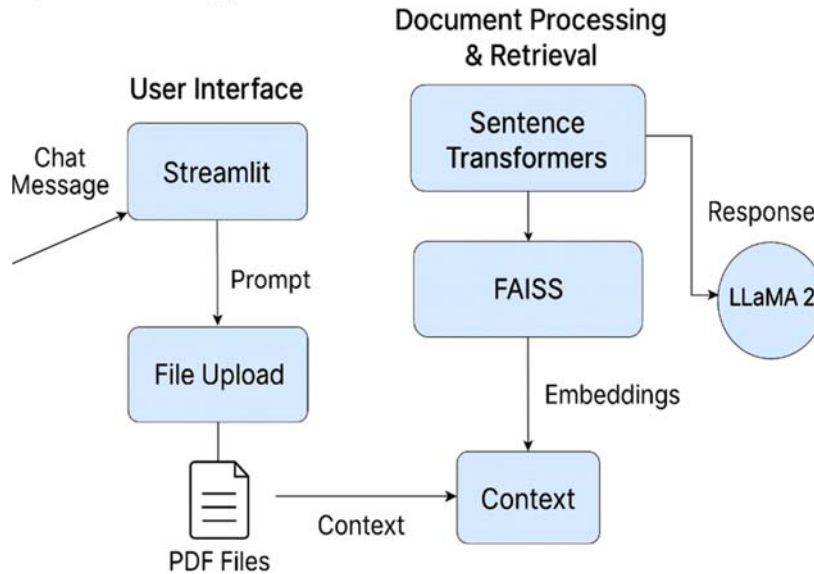 Document Processing
& Retrieval
User Interface
Sentence
Transformers
Chat
Message
Streamlit
Response
FAISS
LLaMA 2
Prompt
File Upload
Embeddings
Context
Context
PDF Files